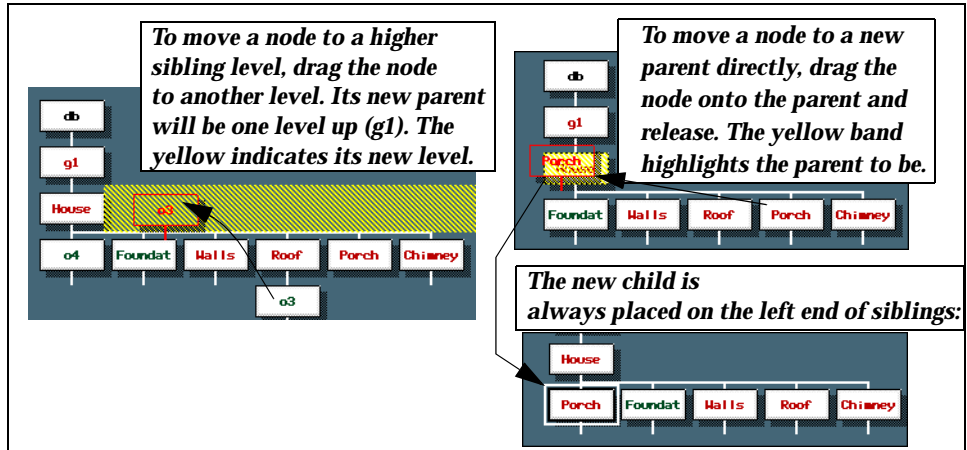 To move a node to a higher
sibling level, drag the node
to another level. Its new parent
will be one level up (g1). The
yellow indicates its new level.
db
g1
House
o3
o4 Foundat Walls Roof Porch Chimney
o3
To move a node to a new
parent directly, drag the
node onto the parent and
release. The yellow band
highlights the parent to be.
db
g1
Porch
Foundat Walls Roof Porch Chimney
The new child is
always placed on the left end of siblings:
House
Porch Foundat Walls Roof Chimney